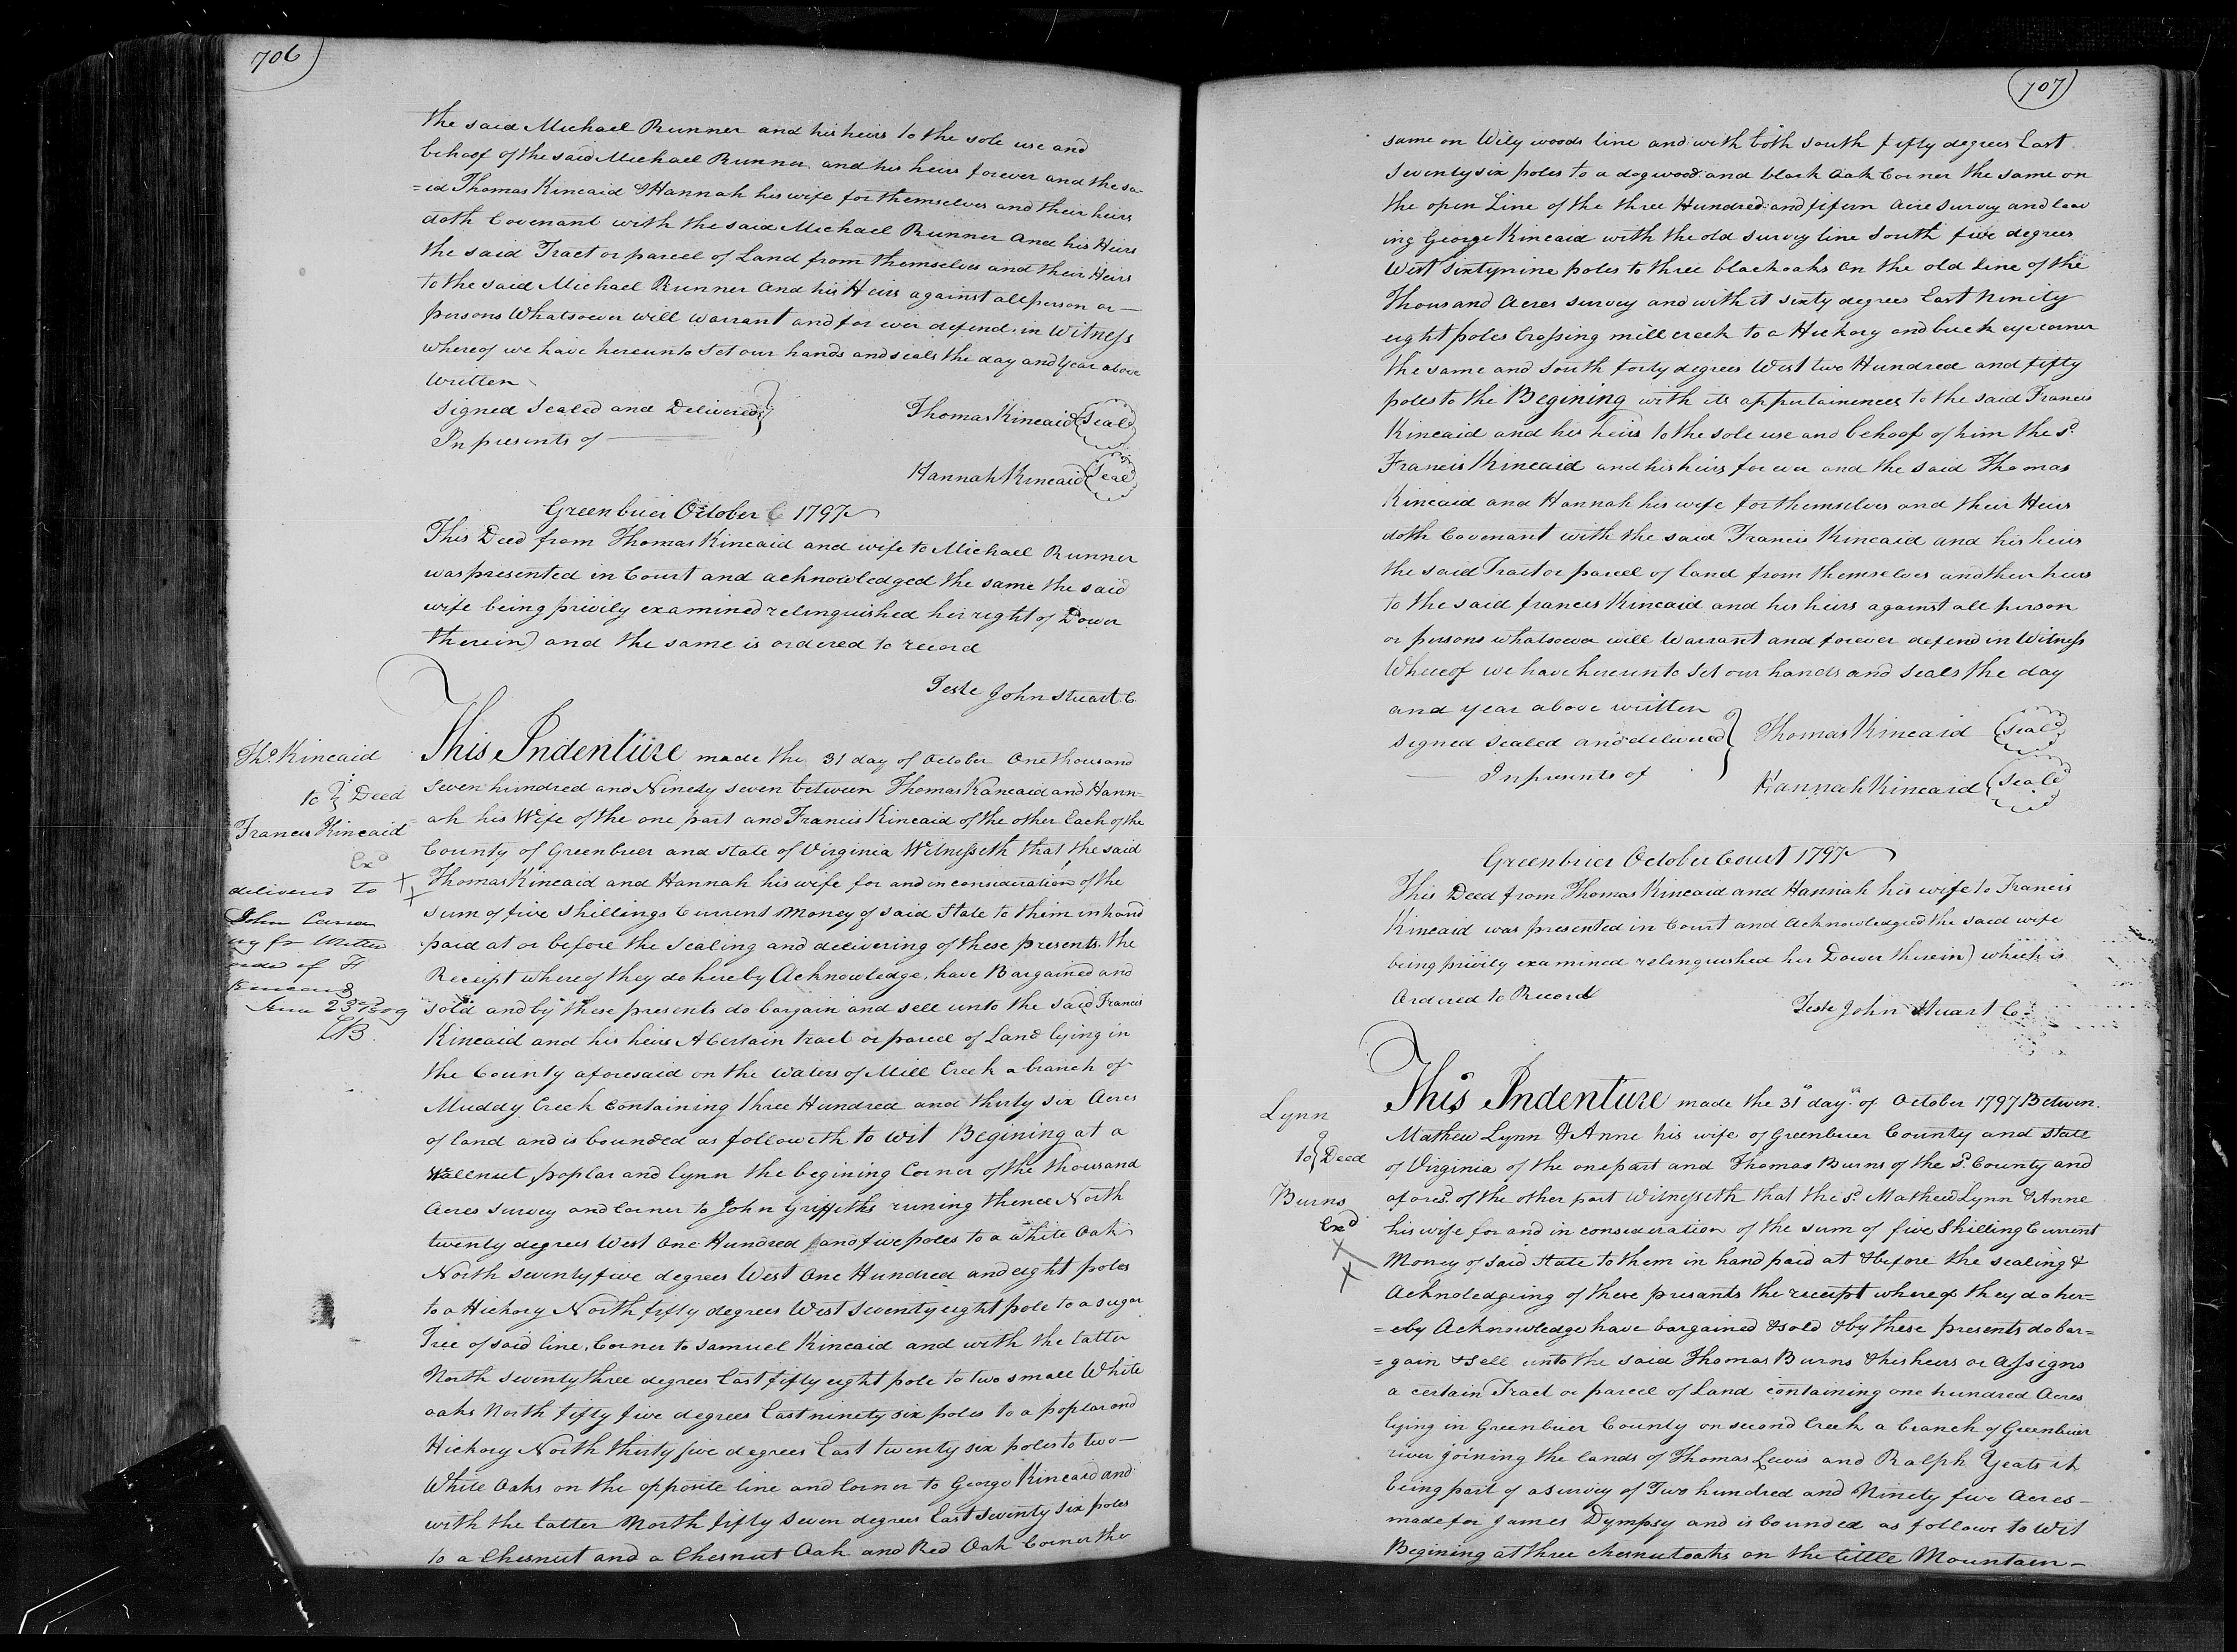 706
the said Michael Runner and his heirs to the sole use and
behoof of the said Michael Runner and his heirs forever and the sa-
=id Thomas Kincaid & Hannah his wife for themselves and their heirs
doth Covenant with the said Michael Runner and his Heirs
the said Tract or parcel of Land from themselves and their Heirs
to the said Michael Runner and his Heirs against all person or—
persons Whatsoever will warrant and for ever defend in Witness
whereof we have hereunto Set our hands and seals the day and Year above
Written
Signed Sealed and Delivered
In presents of
Thomas Kincaid Seal
Hannah Kincaid Seal
Greenbrier October C 1797
This Deed from Thomas Kincaid and wife to Michael Runner
was presented in Court and acknowledged the same the said
wife being privily examined relinquished her right of Dower
therein and the same is ordered to record
Teste John Stuart C.
Tho. Kincaid
to Deed
Francis Kincaid
Exd
delivered to
John
order of F
Kincaid
23rd 1809
LB.
This Indenture made the 31 day of October One thousand
Seven hundred and Ninety seven between Thomas Kancaid and Hann-
ah his Wife of the one part and Francis Kincaid of the other Each of the
County of Greenbrier and state of Virginia Witnesseth that the said
Thomas Kincaid and Hannah his wife for and in consideration of the
Sum of five Shillings Current Money of said State to them in hand
paid at or before the Sealing and delivering of these presents the
Receipt whereof they do hereby Acknowledge, have Bargained and
sold and by these presents do bargain and sell unto the said Francis
Kincaid and his heirs A Certain tract or parcel of Land lying in
the County aforesaid on the waters of Mill Creek a branch of
Muddy Creek Containing three Hundred and thirty six Acres
of land and is bounded as followeth to wit Begining at a
Wallnut poplar and lynn the begining Corner of the thousand
Acres Survey and Corner to John Griffiths runing thence North
twenty degrees West One Hundred and five poles to a white Oak
North seventy five degrees West One Hundred and eight poles
to a Hickory North fifty degrees West Seventy eight pole to a sugar
Tree of said line, Corner to Samuel Kincaid and with the latter
North seventy three degrees East fifty eight pole to two small White
oaks North fifty five degrees East ninety six poles to a poplar and
Hickory North thirty five degrees East twenty six poles to two—
White Oaks on the opposite line and Corner to George Kincaid and
with the latter North fifty seven degrees East seventy six poles
to a Chesnut and a Chesnut Oak and Red Oak Corner the
707
same on Wily woods line and with both South fifty degrees East
Seventy six poles to a dogwood and black Oak Corner the same on
the open Line of the three Hundred and fifern acre survey and leav
ing George Kincaid with the old survey line South five degrees
West Sixty nine poles to three black oaks on the old line of the
Thousand Acres survey and with it sixty degrees East Ninety
eight poles Crossing mill creek to a Hickory and buck eye corner
the same and South forty degrees West two Hundred and fifty
poles to the Begining with its appurtainences to the said Francis
Kincaid and his heirs to the sole use and behoof of him the sd
Francis Kincaid and his heirs for ever and the said Thomas
Kincaid and Hannah his wife for themselves and their Heirs
doth Covenant with the said Francis Kincaid and his heirs
the said Tract or parcel of land from themselves and their heirs
to the said francis Kincaid and his heirs against all person
or persons whatsoever will Warrant and forever defend in Witness
Whereof we have hereunto Set our hands and Seals the day
and year above written
Signed Sealed and delivered
In presents of
Thomas Kincaid Seal
Hannah Kincaid Seal
Greenbrier October Court 1797
This Deed from Thomas Kincaid and Hannah his wife to Francis
Kincaid was presented in Court and Acknowledged the said wife
being privily examined relinquished her Dower therein which is
Ordered to Record
Teste John Stuart C.
Lynn
to Deed
Burns
Exd
This Indenture made the 31st day of October 1797 Between
Mathew Lynn & Anne his wife of Greenbrier County and State
of Virginia of the one part and Thomas Burns of the sd County and
afores. of the other part Witnesseth that the sd Mathew Lynn & Anne
his wife for and in consideration of the sum of five Shilling Current
Money of said State to them in hand paid at & before the sealing &
Acknoledgeing of these presants the receipt whereof they do her=
=eby Acknowledge have bargained & sold & by these presents do bar=
=gain & sell unto the said Thomas Burns & his heirs or Assigns
a certain Tract or parcel of Land containing one hundred Acres
lying in Greenbrier County on second Creek a branch of Greenbrier
river joining the lands of Thomas Lewis and Ralph Yeats it
being part of a survey of Two hundred and Ninety five Acres—
made for James Dympsy and is bounded as follows to Wit
Begining at three chesnut oaks on the little Mountain—